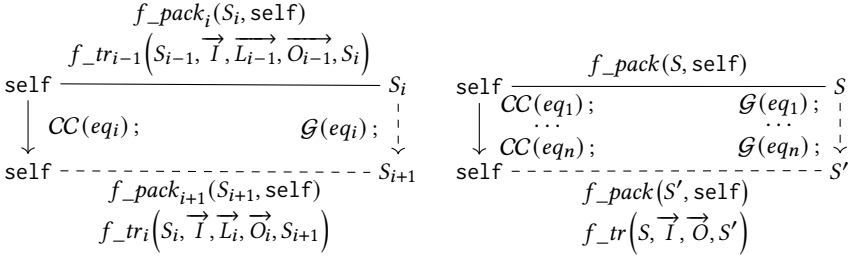 f_pack_i(S_i, self)
f_tr_{i−1}(S_{i−1}, \overrightarrow{I}, \overrightarrow{L_{i−1}}, \overrightarrow{O_{i−1}}, S_i)
self S_i
CC(eq_i) ; 𝒢(eq_i) ;
self S_{i+1}
f_pack_{i+1}(S_{i+1}, self)
f_tr_i(S_i, \overrightarrow{I}, \overrightarrow{L_i}, \overrightarrow{O_i}, S_{i+1})
f_pack(S, self)
self S
CC(eq_1) ; 𝒢(eq_1) ;
··· ···
CC(eq_n) ; 𝒢(eq_n) ;
self S′
f_pack(S′, self)
f_tr(S, \overrightarrow{I}, \overrightarrow{O}, S′)